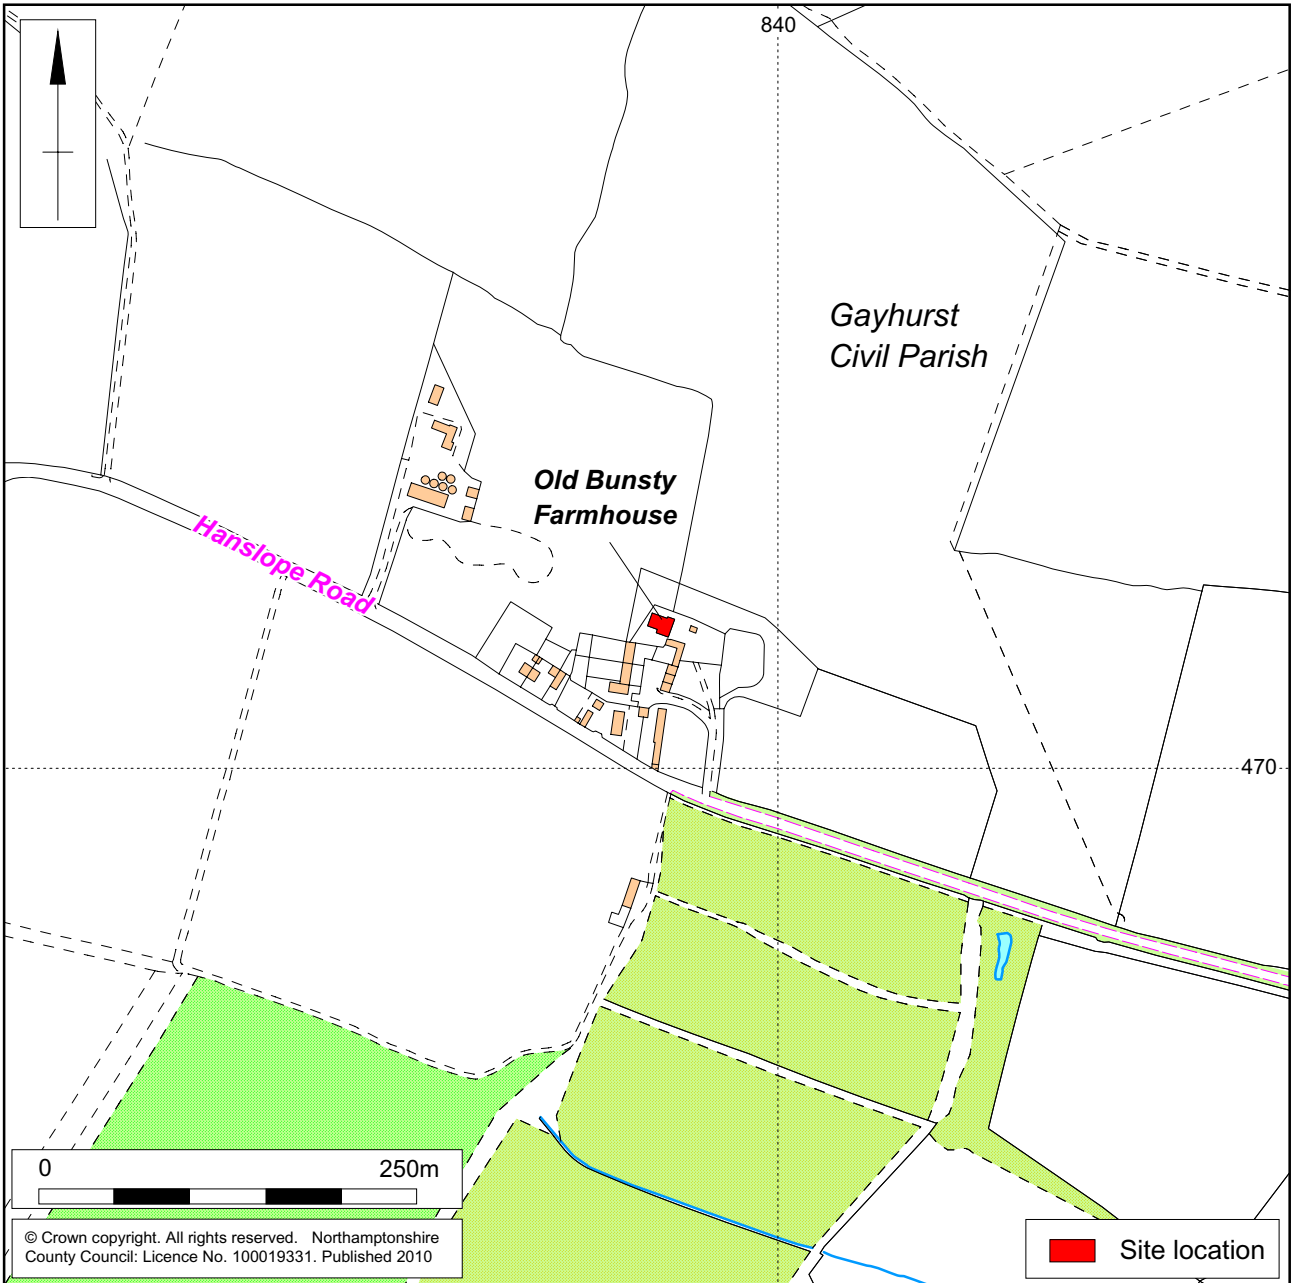 840
Gayhurst
Civil Parish
Old Bunsty
Farmhouse
Hanslope Road
470
0 250m
© Crown copyright. All rights reserved. Northamptonshire
County Council: Licence No. 100019331. Published 2010
Site location